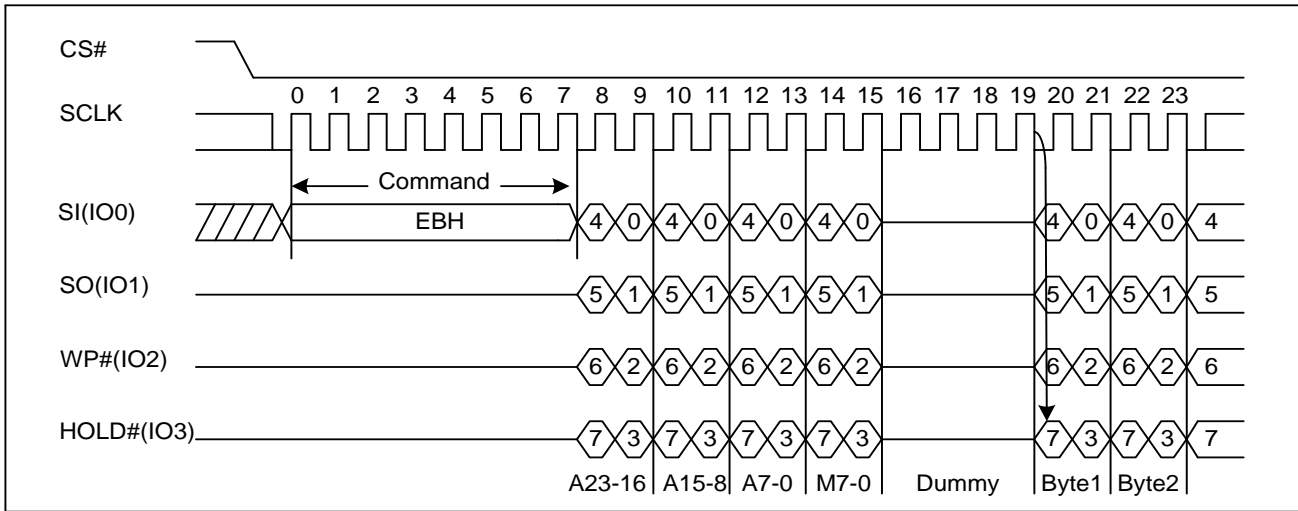 CS#
0 1 2 3 4 5 6 7 8 9 10 11 12 13 14 15 16 17 18 19 20 21 22 23
SCLK
Command
SI(IO0) EBH 4 0 4 0 4 0 4 0 4 0 4 0 4
SO(IO1) 5 1 5 1 5 1 5 1 5 1 5 1 5
WP#(IO2) 6 2 6 2 6 2 6 2 6 2 6 2 6
HOLD#(IO3) 7 3 7 3 7 3 7 3 7 3 7 3 7
A23-16 A15-8 A7-0 M7-0 Dummy Byte1 Byte2